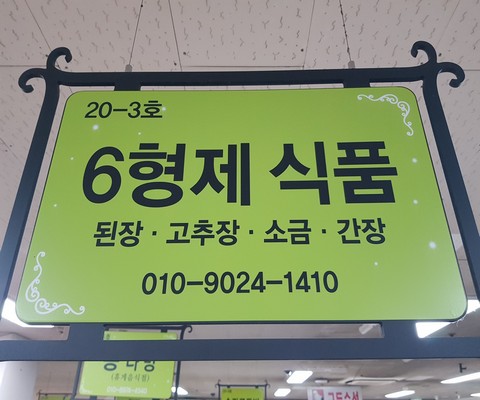 20-3호
6형제 식품
된장 · 고추장 · 소금 · 간장
010-9024-1410